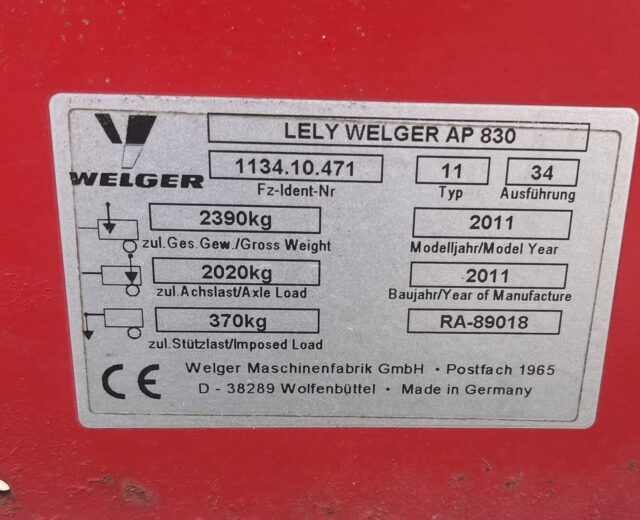 LELY WELGER AP 830
WELGER
1134.10.471 11 34
Fz-Ident-Nr Typ Ausführung
2390kg 2011
zul.Ges.Gew./Gross Weight Modelljahr/Model Year
2020kg 2011
zul.Achslast/Axle Load Baujahr/Year of Manufacture
370kg RA-89018
zul.Stützlast/Imposed Load
CE Welger Maschinenfabrik GmbH • Postfach 1965
D - 38289 Wolfenbüttel • Made in Germany